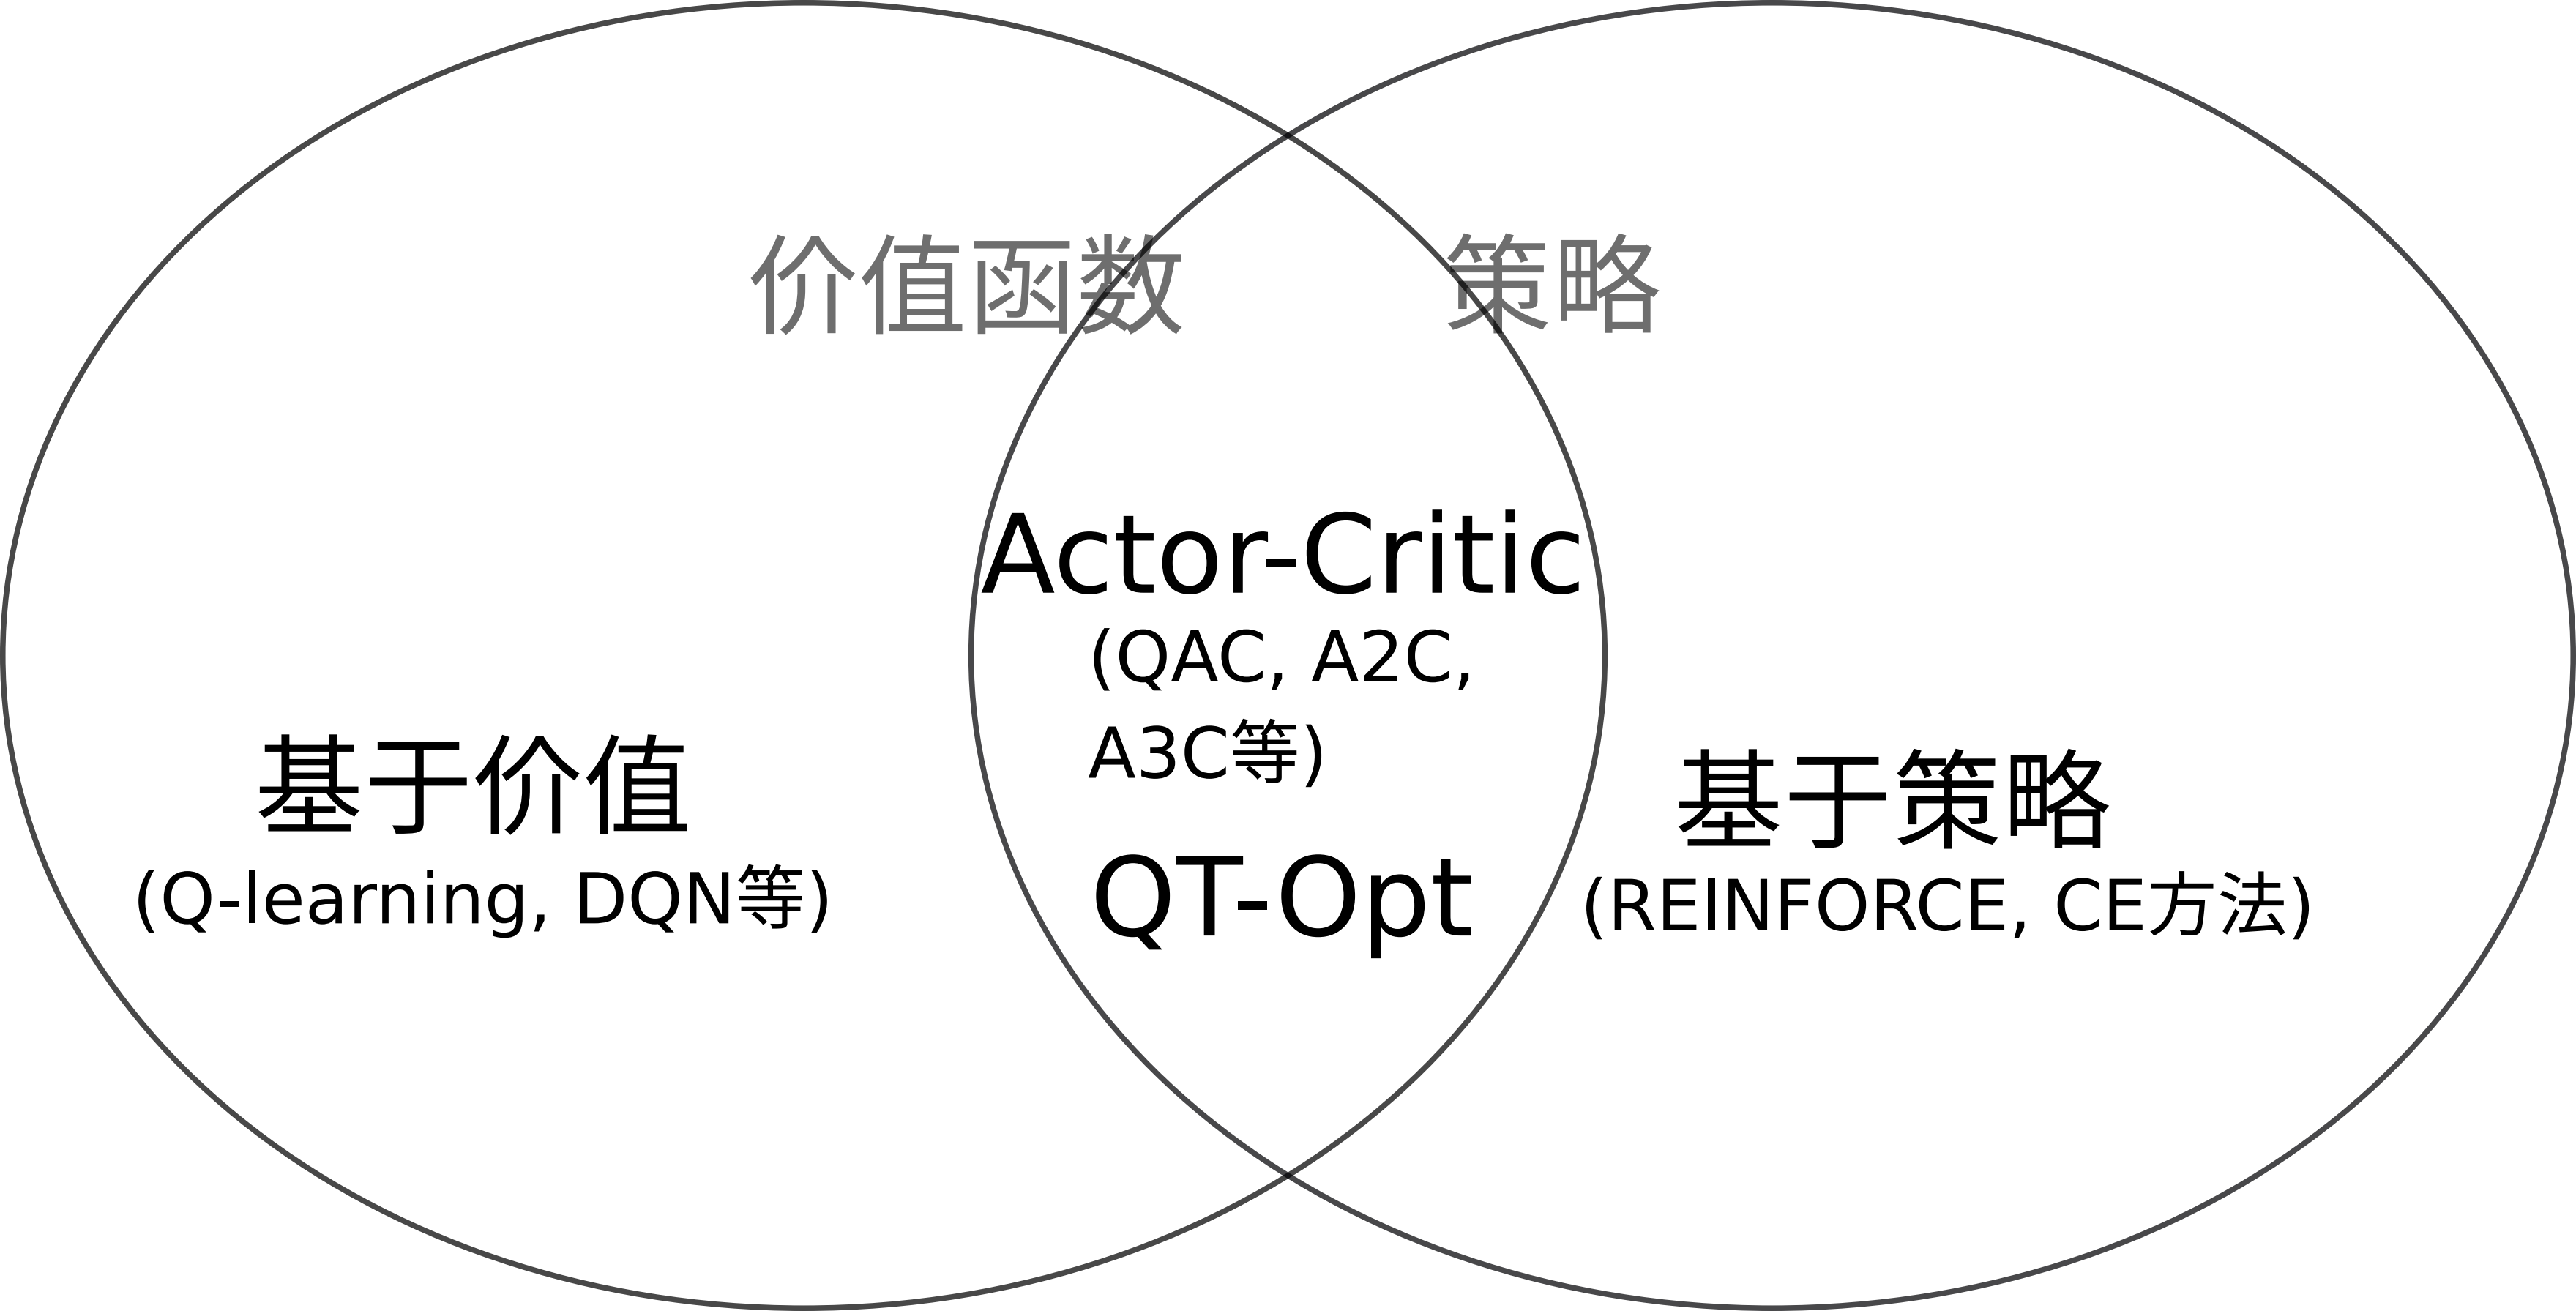 价值函数
策略
Actor-Critic
(QAC, A2C,
A3C等)
QT-Opt
基于价值
(Q-learning, DQN等)
基于策略
(REINFORCE, CE方法)